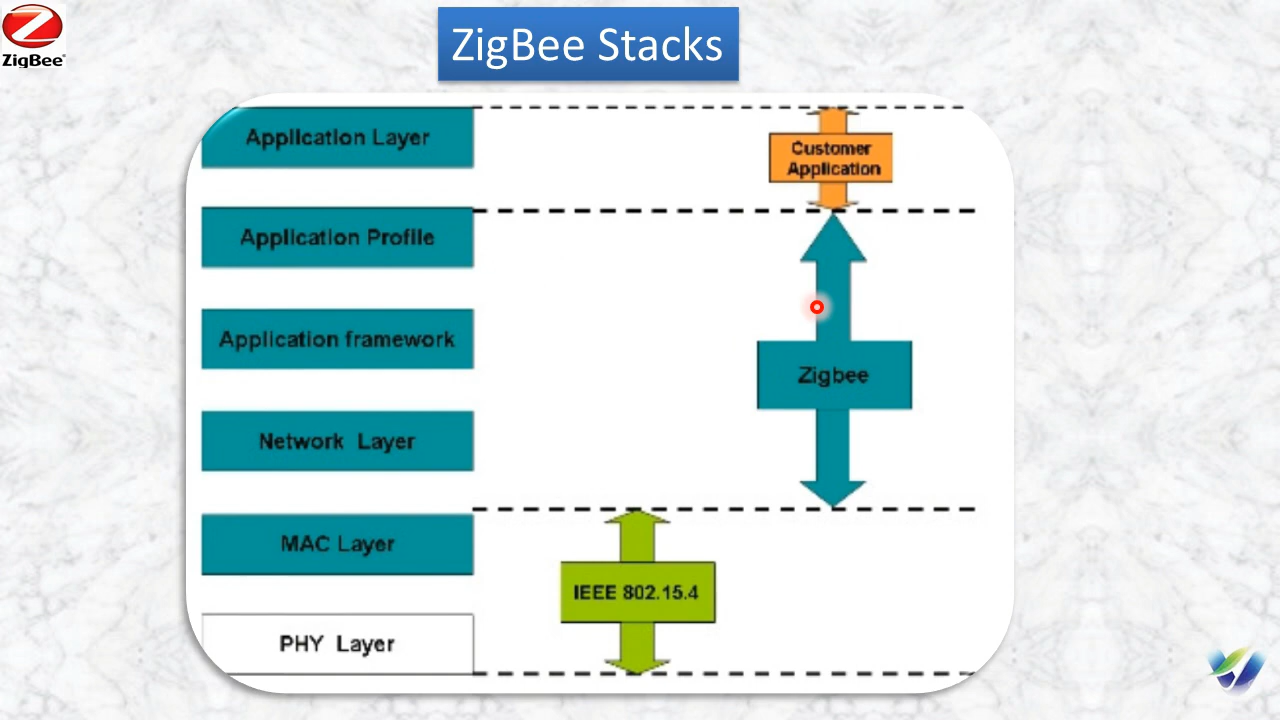 ZigBee®
ZigBee Stacks
Application Layer
Customer
Application
Application Profile
Application framework
Zigbee
Network Layer
MAC Layer
IEEE 802.15.4
PHY Layer